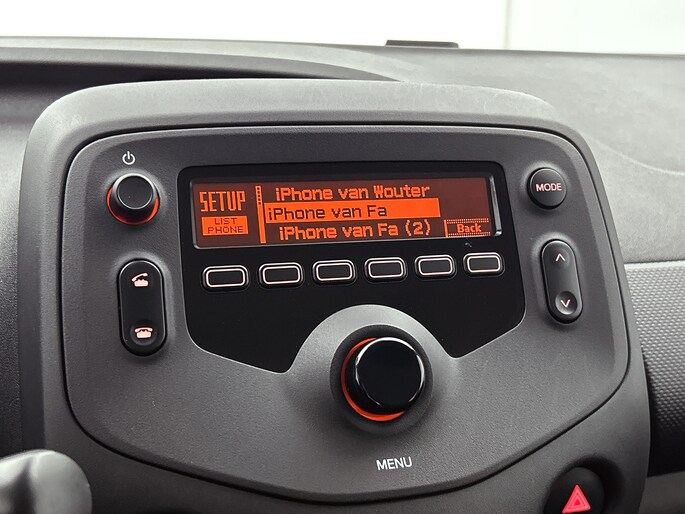 SETUP
LIST
PHONE
iPhone van Wouter
iPhone van Fa
iPhone van Fa (2)
Back
MODE
MENU